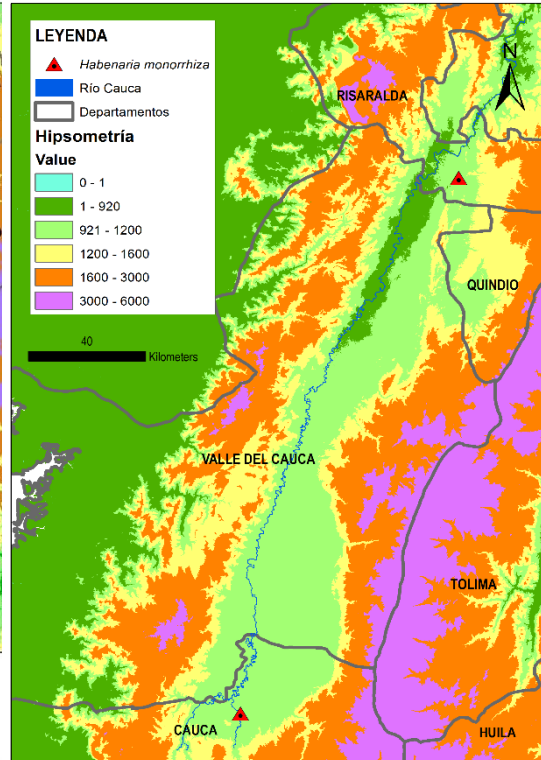 LEYENDA
Habenaria monorrhiza
Río Cauca
Departamentos
Hipsometría
Value
0 - 1
1 - 920
921 - 1200
1200 - 1600
1600 - 3000
3000 - 6000
40
Kilometers
N
RISARALDA
QUINDIO
VALLE DEL CAUCA
TOLIMA
CAUCA
HUILA